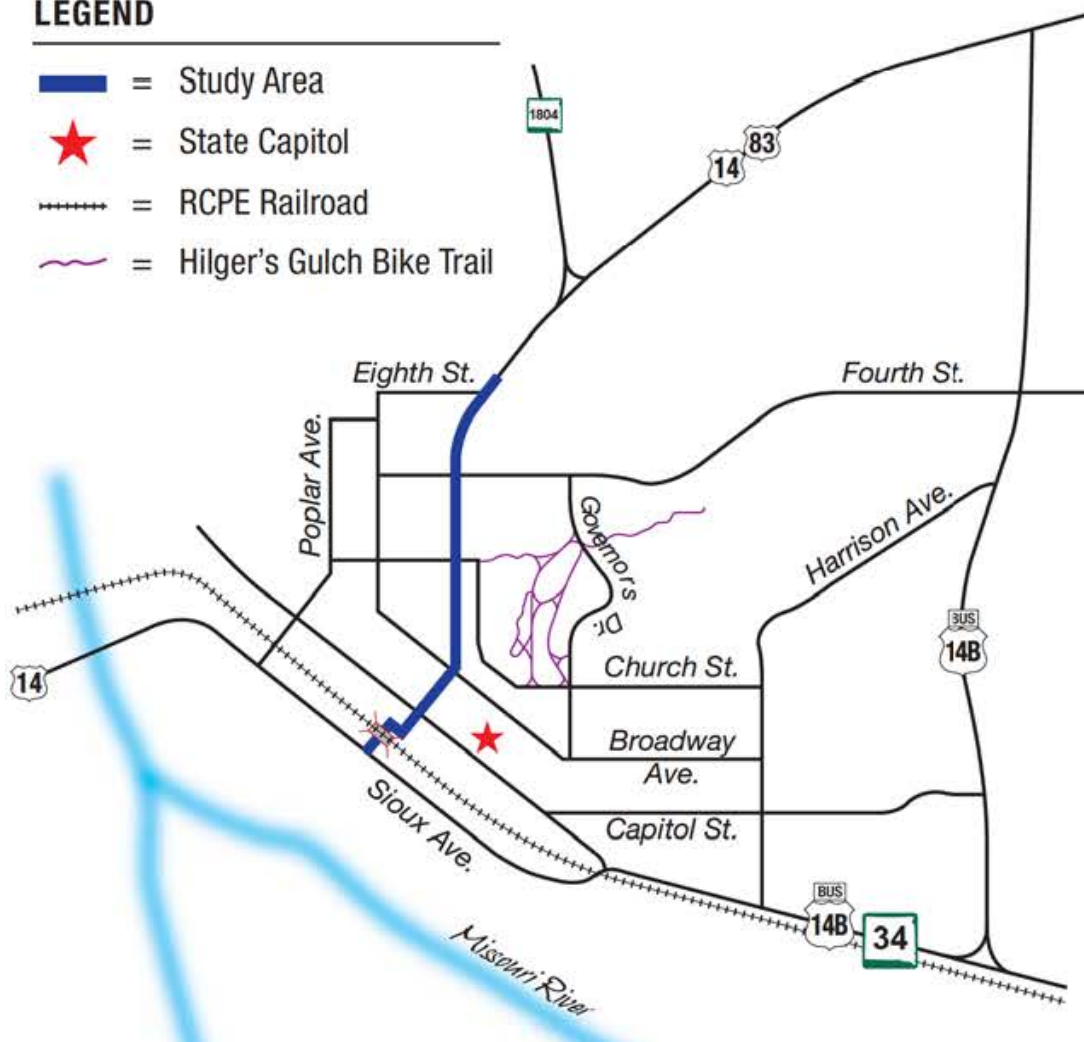 LEGEND
= Study Area
= State Capitol
= RCPE Railroad
= Hilger's Gulch Bike Trail
1804
83
14
Eighth St.
Fourth St.
Poplar Ave.
Governors Dr.
Harrison Ave.
BUS
14B
14
Church St.
Broadway
Ave.
Sioux Ave.
Capitol St.
BUS
14B
34
Missouri River